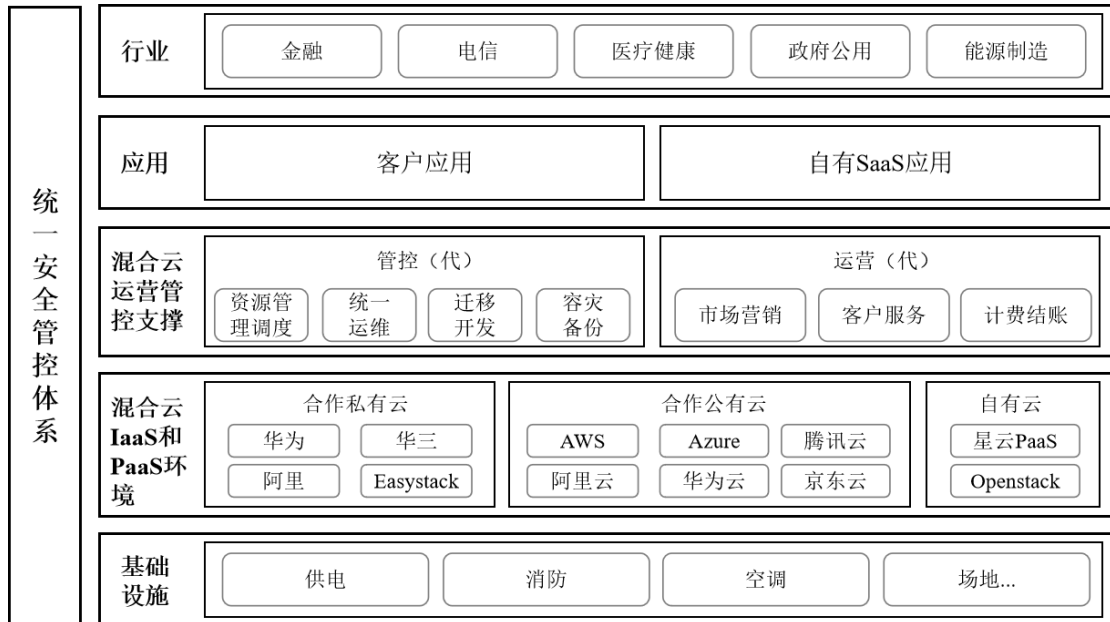 统一安全管控体系
行业
金融
电信
医疗健康
政府公用
能源制造
应用
客户应用
自有SaaS应用
混合云
运营管
控支撑
管控（代）
资源管
理调度
统一
运维
迁移
开发
容灾
备份
运营（代）
市场营销
客户服务
计费结账
混合云
IaaS和
PaaS环
境
合作私有云
华为
华三
阿里
Easystack
合作公有云
AWS
Azure
腾讯云
阿里云
华为云
京东云
自有云
星云PaaS
Openstack
基础
设施
供电
消防
空调
场地...